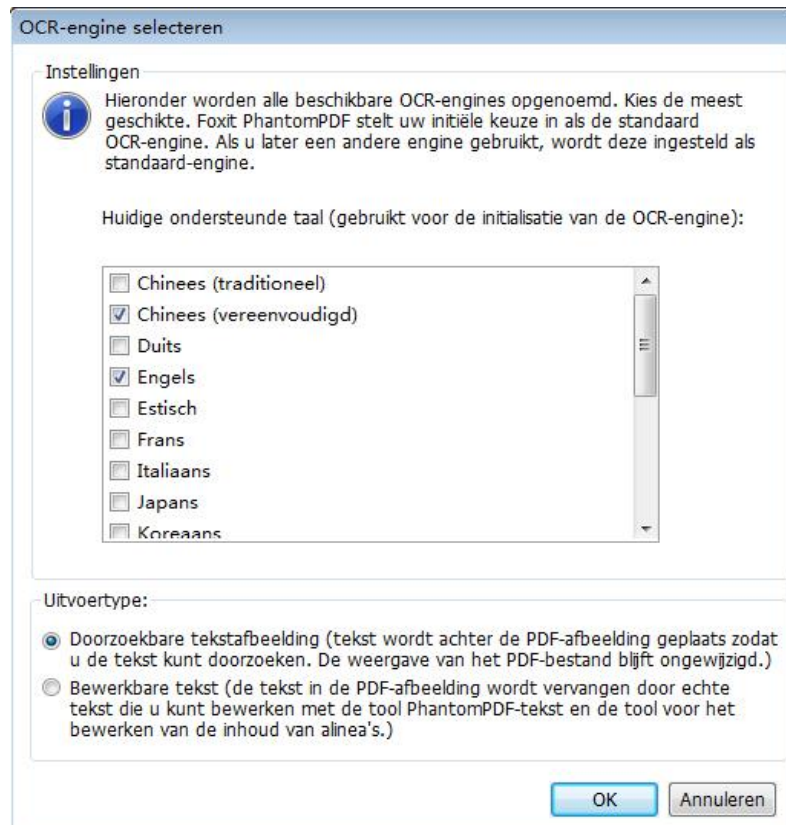 OCR-engine selecteren
Instellingen
Hieronder worden alle beschikbare OCR-engines opgenoemd. Kies de meest
geschikte. Foxit PhantomPDF stelt uw initiële keuze in als de standaard
OCR-engine. Als u later een andere engine gebruikt, wordt deze ingesteld als
standaard-engine.
Huidige ondersteunde taal (gebruikt voor de initialisatie van de OCR-engine):
Chinees (traditioneel)
Chinees (vereenvoudigd)
Duits
Engels
Estisch
Frans
Italiaans
Japans
Koreaans
Uitvoertype:
Doorzoekbare tekstafbeelding (tekst wordt achter de PDF-afbeelding geplaats zodat
u de tekst kunt doorzoeken. De weergave van het PDF-bestand blijft ongewijzigd.)
Bewerkbare tekst (de tekst in de PDF-afbeelding wordt vervangen door echte
tekst die u kunt bewerken met de tool PhantomPDF-tekst en de tool voor het
bewerken van de inhoud van alinea's.)
OK
Annuleren